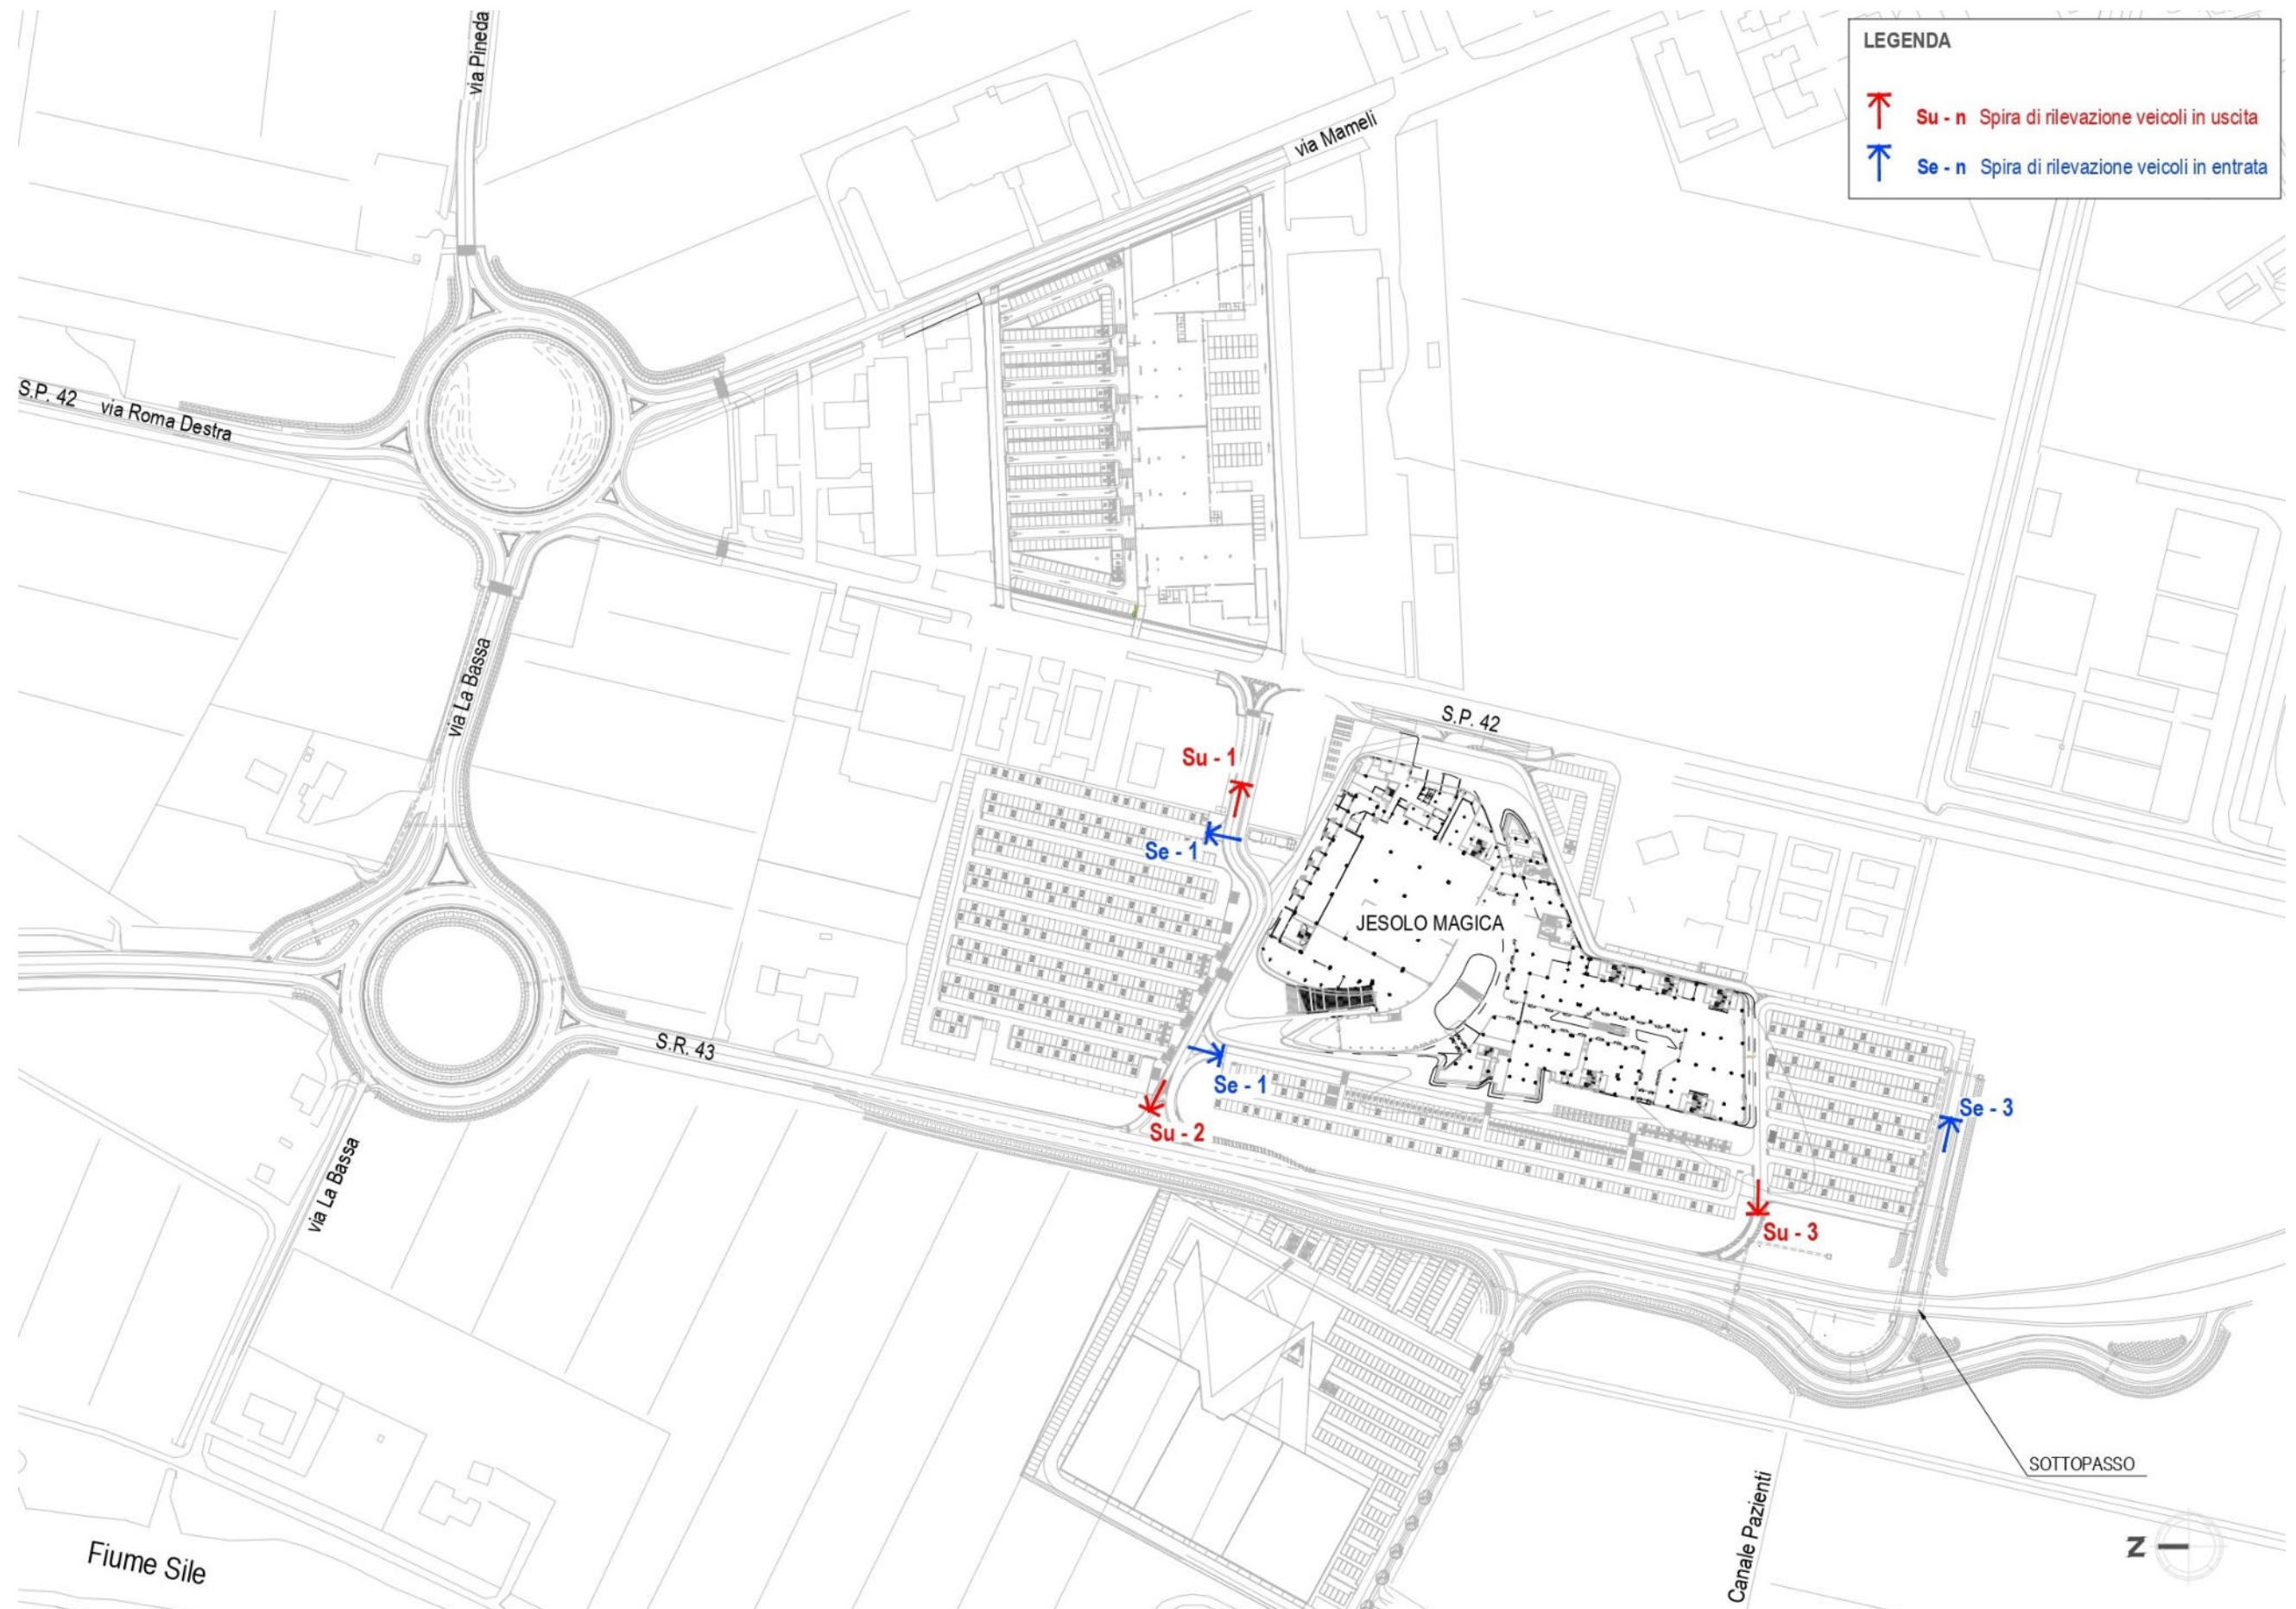 via Pineda
LEGENDA
Su - n Spira di rilevazione veicoli in uscita
Se - n Spira di rilevazione veicoli in entrata
via Mameli
S.P. 42 via Roma Destra
via La Bassa
S.P. 42
Su - 1
Se - 1
JESOLO MAGICA
S.R. 43
Se - 1
Su - 2
Se - 3
Su - 3
via La Bassa
SOTTOPASSO
Canale Pazienti
Fiume Sile
Z